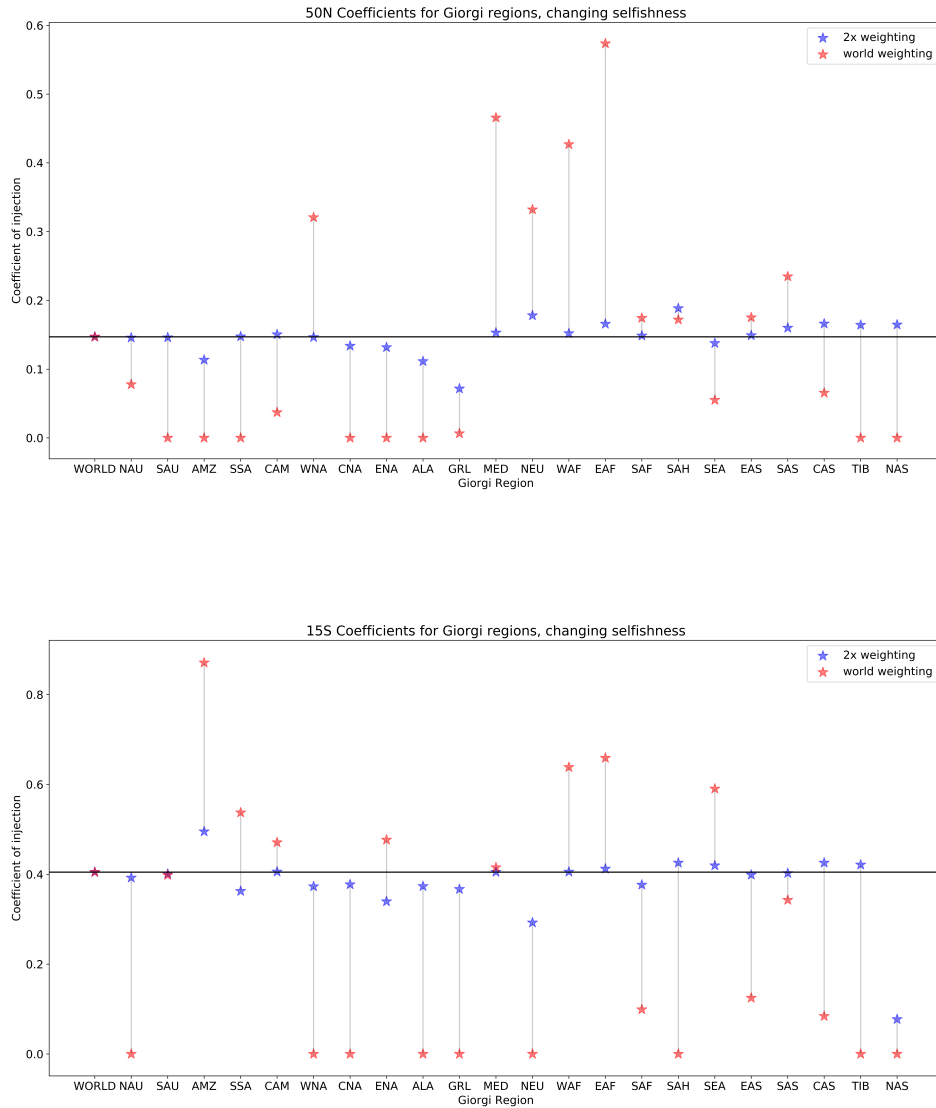 50N Coefficients for Giorgi regions, changing selfishness
2x weighting
world weighting
0.6
0.5
0.4
0.3
0.2
0.1
0.0
Coefficient of injection
WORLD NAU SAU AMZ SSA CAM WNA CNA ENA ALA GRL MED NEU WAF EAF SAF SAH SEA EAS SAS CAS TIB NAS
Giorgi Region
15S Coefficients for Giorgi regions, changing selfishness
2x weighting
world weighting
0.8
0.6
0.4
0.2
0.0
Coefficient of injection
WORLD NAU SAU AMZ SSA CAM WNA CNA ENA ALA GRL MED NEU WAF EAF SAF SAH SEA EAS SAS CAS TIB NAS
Giorgi Region